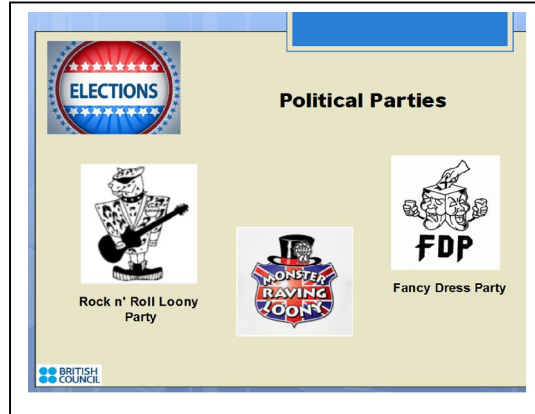 ELECTIONS
Political Parties
FDP
MONSTER
RAVING
LOONY
Fancy Dress Party
Rock n' Roll Loony
Party
BRITISH
COUNCIL